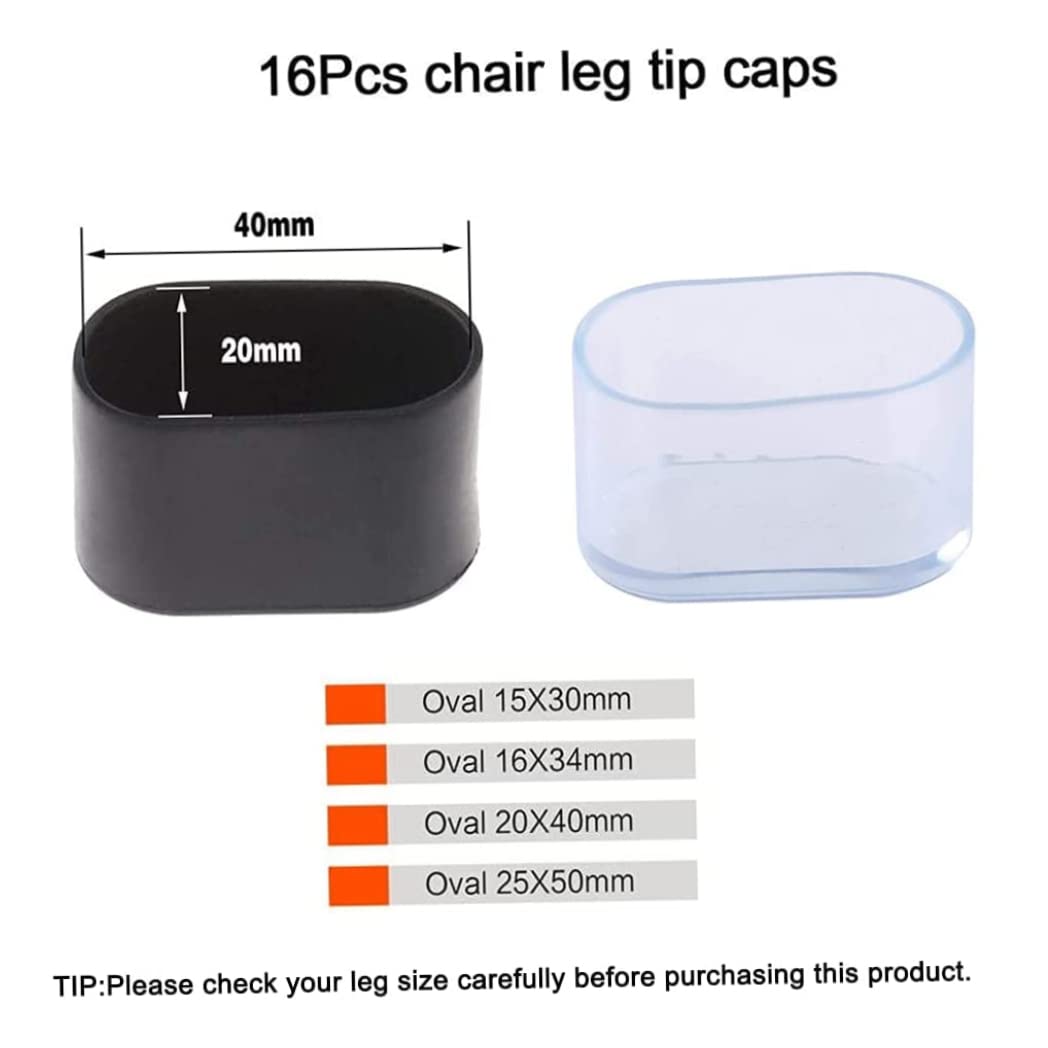 16Pcs chair leg tip caps
40mm
20mm
Oval 15X30mm
Oval 16X34mm
Oval 20X40mm
Oval 25X50mm
TIP:Please check your leg size carefully before purchasing this product.